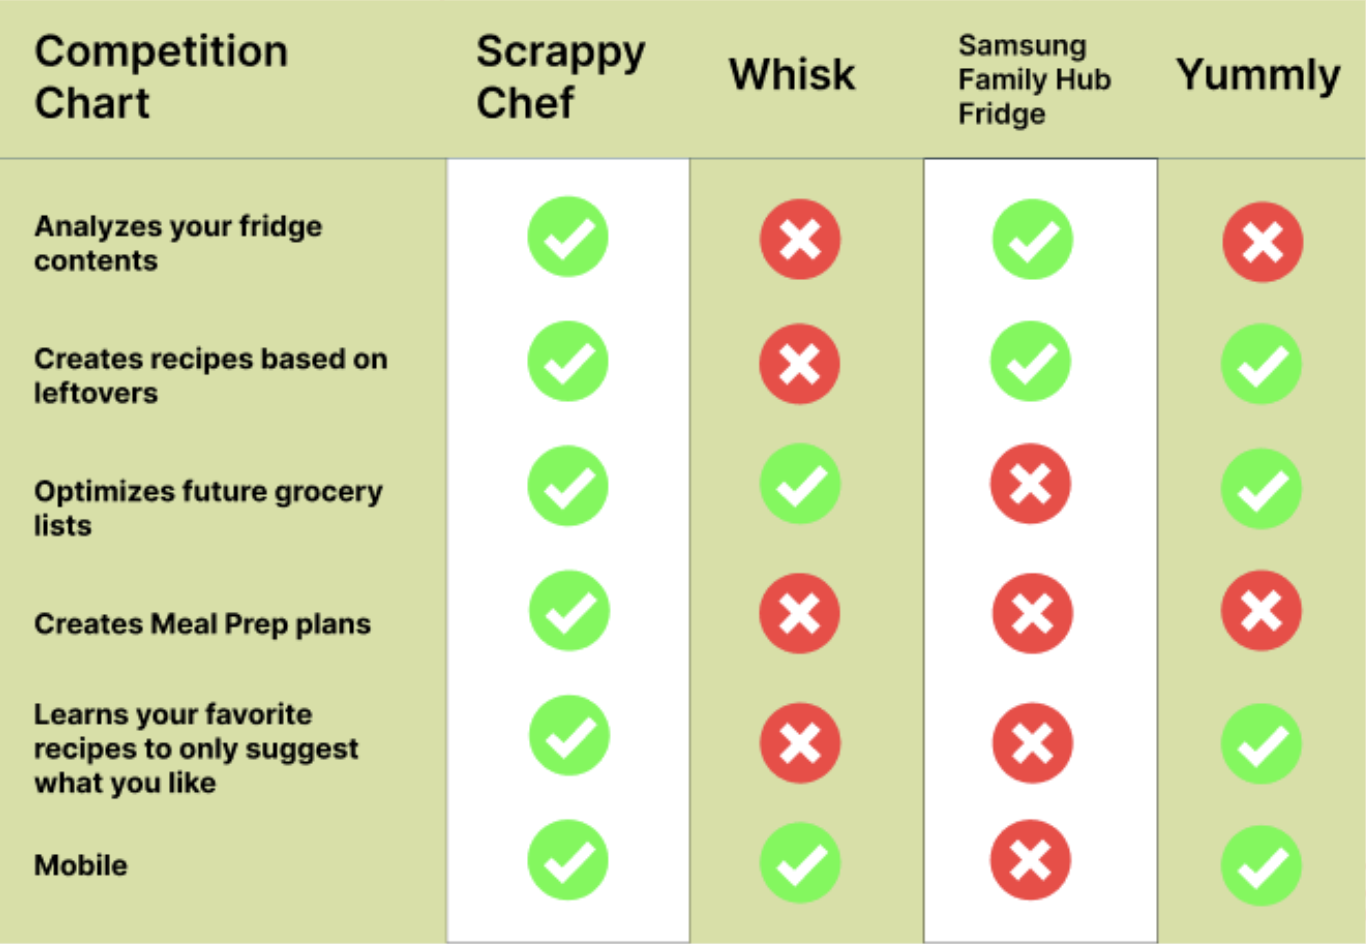 Competition
Chart
Scrappy
Chef
Whisk
Samsung
Family Hub
Fridge
Yummly
Analyzes your fridge
contents
Creates recipes based on
leftovers
Optimizes future grocery
lists
Creates Meal Prep plans
Learns your favorite
recipes to only suggest
what you like
Mobile